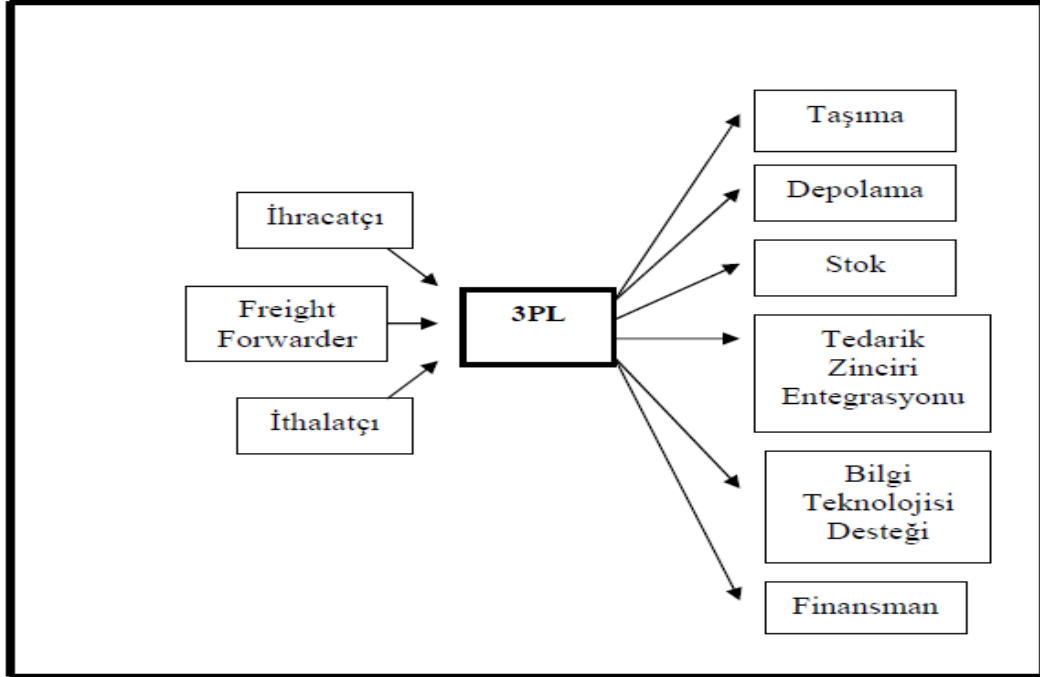 İhracatçı
Freight
Forwarder
İthalatçı
3PL
Taşıma
Depolama
Stok
Tedarik
Zinciri
Entegrasyonu
Bilgi
Teknolojisi
Desteği
Finansman